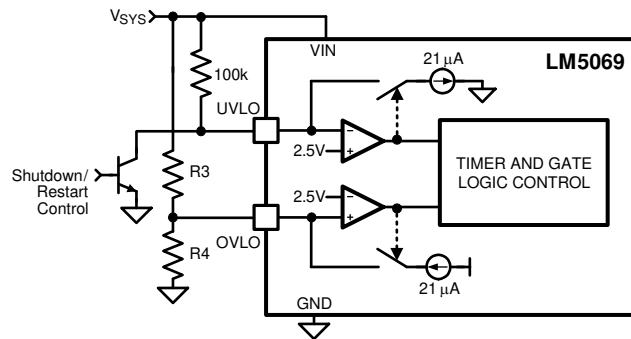 VSYS
VIN
LM5069
100k
21 µA
UVLO
2.5V
TIMER AND GATE
LOGIC CONTROL
Shutdown/
Restart
Control
R3
2.5V
R4
OVLO
21 µA
GND